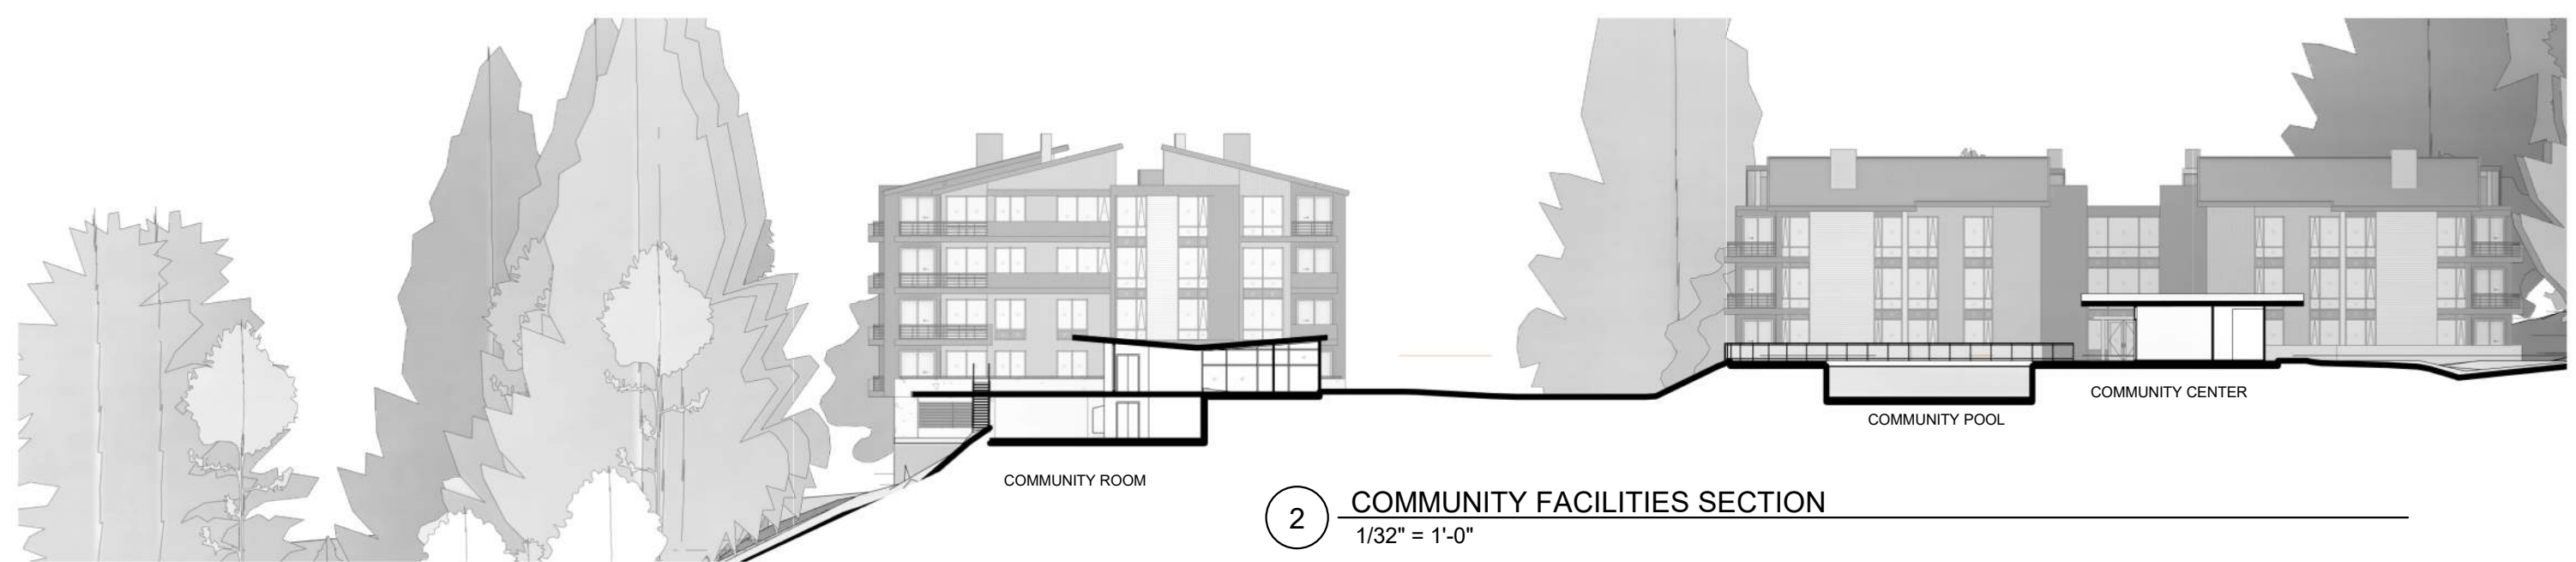 COMMUNITY CENTER
COMMUNITY POOL
COMMUNITY ROOM
2
COMMUNITY FACILITIES SECTION
1/32" = 1'-0"